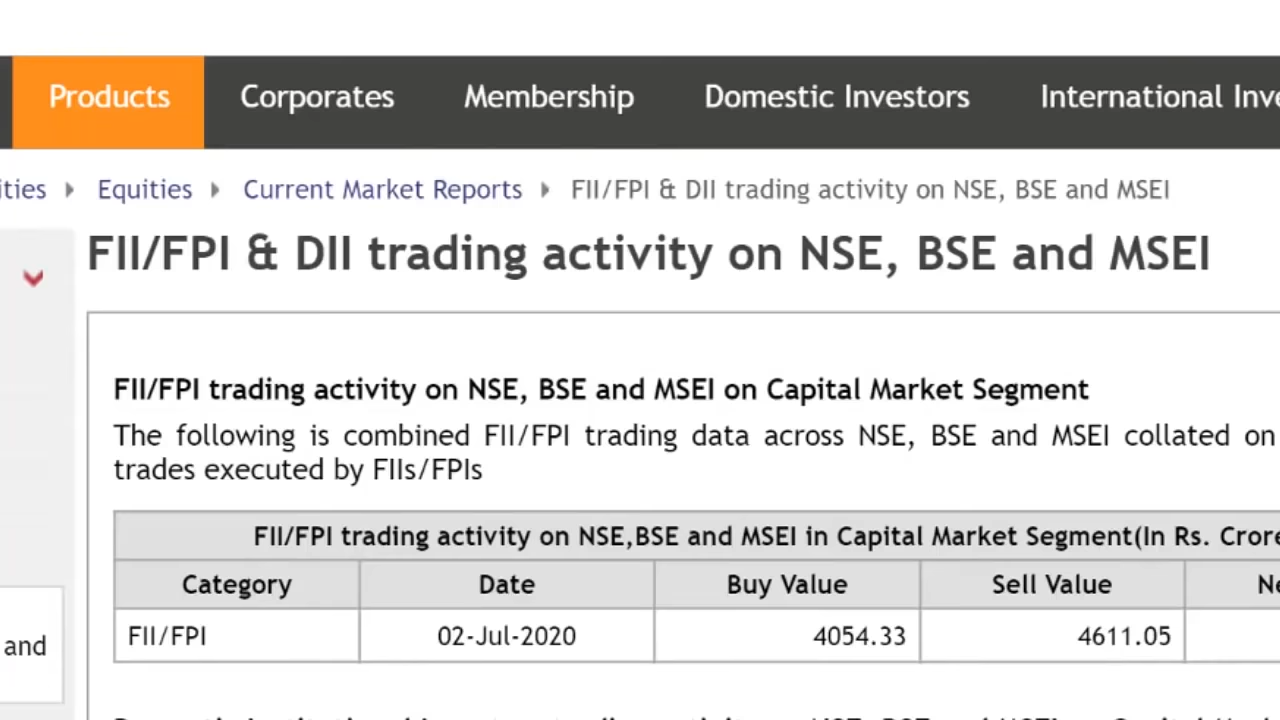 Products Corporates Membership Domestic Investors International
Equities Current Market Reports FII/FPI & DII trading activity on NSE, BSE and MSEI
FII/FPI & DII trading activity on NSE, BSE and MSEI
FII/FPI trading activity on NSE, BSE and MSEI on Capital Market Segment
The following is combined FII/FPI trading data across NSE, BSE and MSEI collated on
trades executed by FIIs/FPIs
FII/FPI trading activity on NSE,BSE and MSEI in Capital Market Segment(In Rs. Crore
Category Date Buy Value Sell Value
FII/FPI 02-Jul-2020 4054.33 4611.05
and